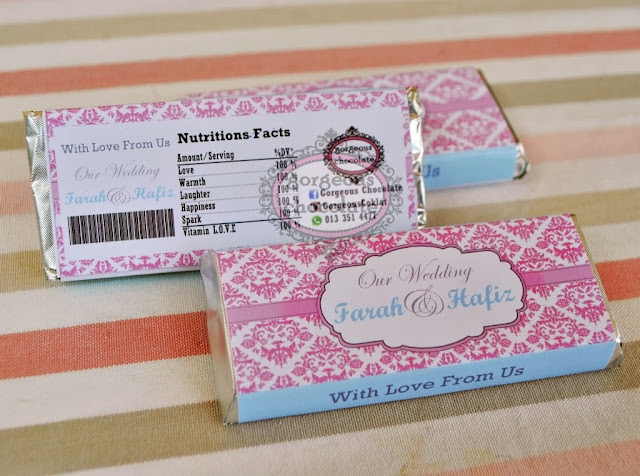 With Love From Us
Our Wedding
Farah & Hafiz
Nutritions Facts
Amount/Serving %DV*
Love 100 %
Warmth 100 %
Laughter 100 %
Happiness 100 %
Spark 100 %
Vitamin L.O.V.E 100 %
gorgeous
chocolate
Gorgeous Chocolate
GorgeousCoklat
013 351 4477
Us
Our Wedding
Farah & Hafiz
With Love From Us